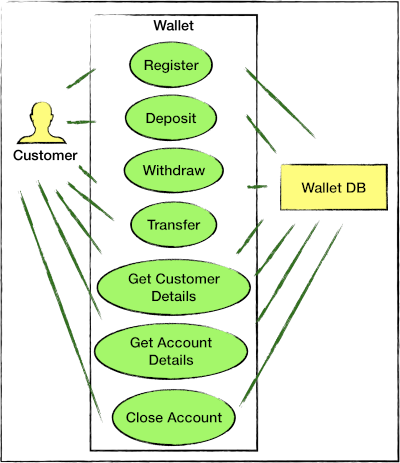 Wallet
Register
Deposit
Customer
Withdraw
Wallet DB
Transfer
Get Customer
Details
Get Account
Details
Close Account